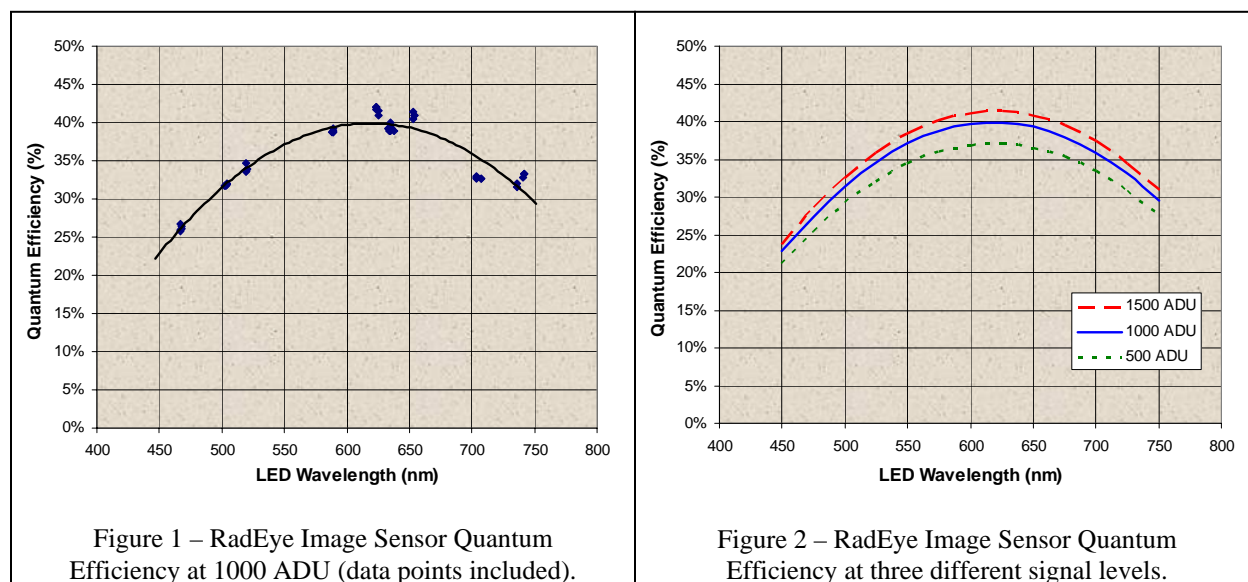 50%
45%
40%
35%
30%
25%
20%
15%
10%
5%
0%
400 450 500 550 600 650 700 750 800
Quantum Efficiency (%)
LED Wavelength (nm)
Figure 1 – RadEye Image Sensor Quantum
Efficiency at 1000 ADU (data points included).
50%
45%
40%
35%
30%
25%
20%
15%
10%
5%
0%
400 450 500 550 600 650 700 750 800
Quantum Efficiency (%)
LED Wavelength (nm)
1500 ADU
1000 ADU
500 ADU
Figure 2 – RadEye Image Sensor Quantum
Efficiency at three different signal levels.